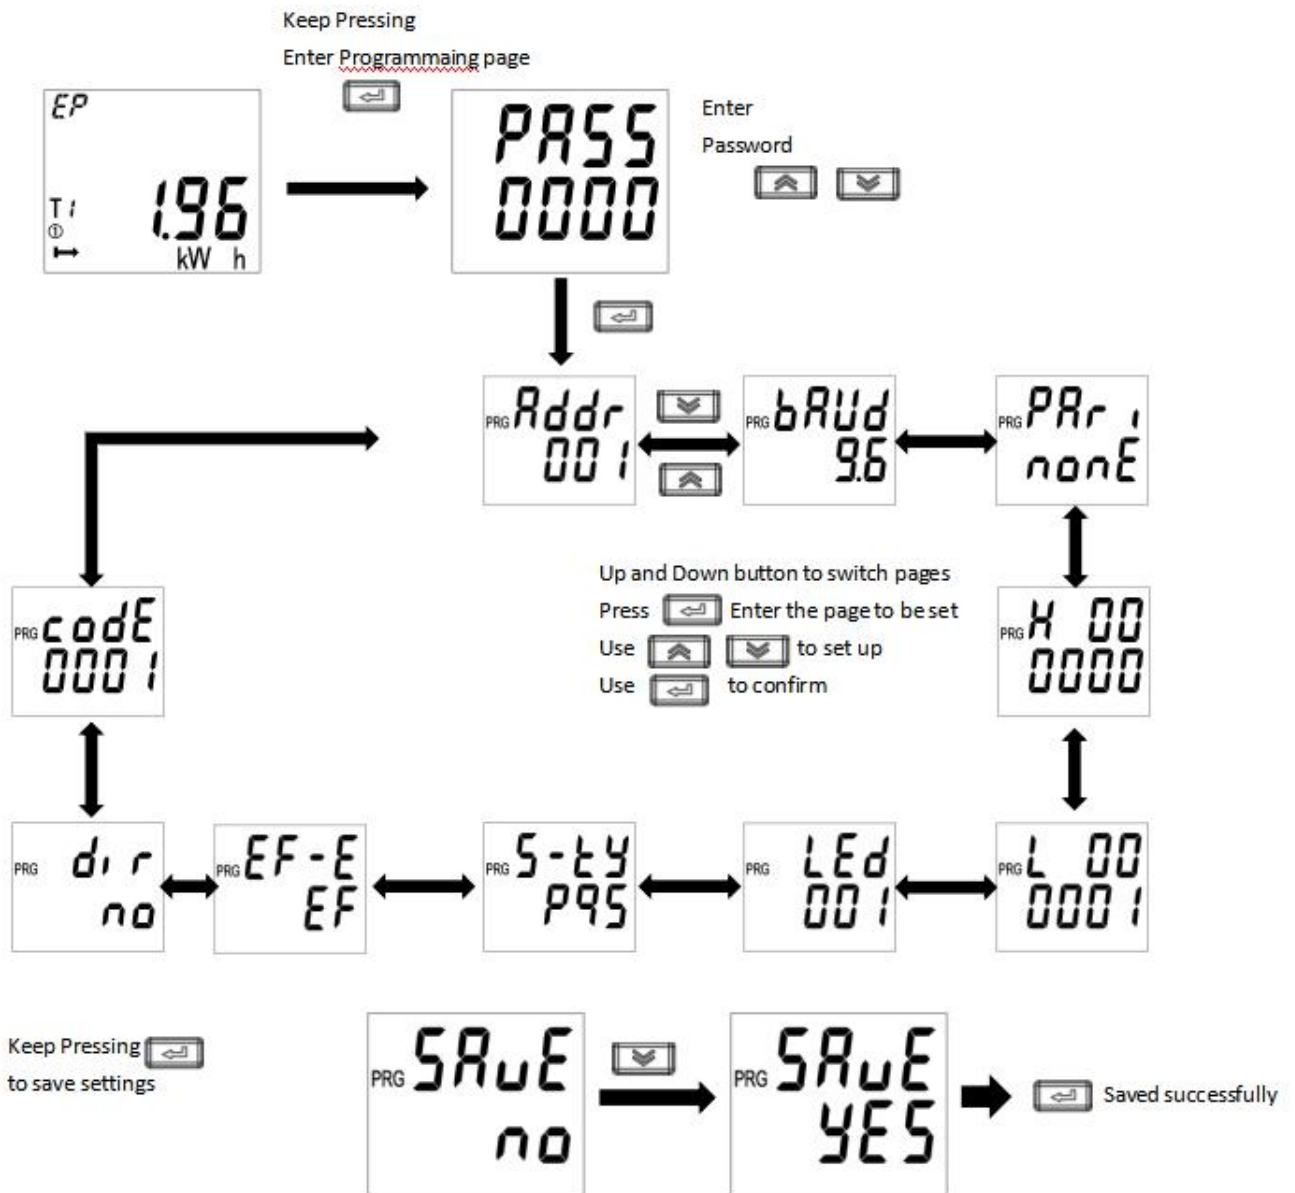 Keep Pressing
Enter Programmaing page
EP
T1
①
1.96
kW h
PASS
0000
Enter
Password
PRG Addr
001
PRG bAUd
9.6
PRG PAri
nonE
Up and Down button to switch pages
Press Enter the page to be set
Use to set up
Use to confirm
PRG codE
0001
PRG H 00
0000
PRG dir
no
PRG EF-E
EF
PRG S-tY
PqS
PRG LEd
001
PRG L 00
0001
Keep Pressing
to save settings
PRG SAvE
no
PRG SAvE
YES
Saved successfully